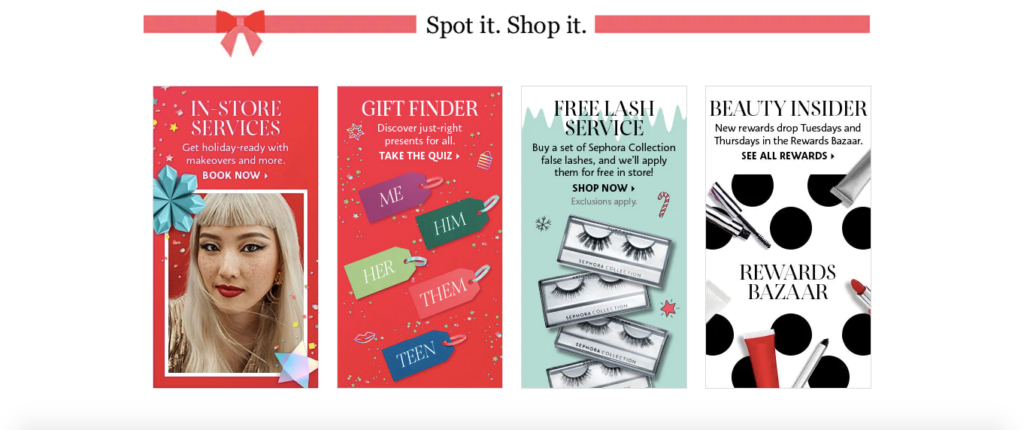 Spot it. Shop it.
IN-STORE
SERVICES
Get holiday-ready with
makeovers and more.
BOOK NOW ›
GIFT FINDER
Discover just-right
presents for all.
TAKE THE QUIZ ›
ME
HIM
HER
THEM
TEEN
FREE LASH
SERVICE
Buy a set of Sephora Collection
false lashes, and we'll apply
them for free in store!
SHOP NOW ›
Exclusions apply.
SEPHORA COLLECTION
SEPHORA COLLECTION
SEPHORA COLLECTION
BEAUTY INSIDER
New rewards drop Tuesdays and
Thursdays in the Rewards Bazaar.
SEE ALL REWARDS ›
REWARDS
BAZAAR